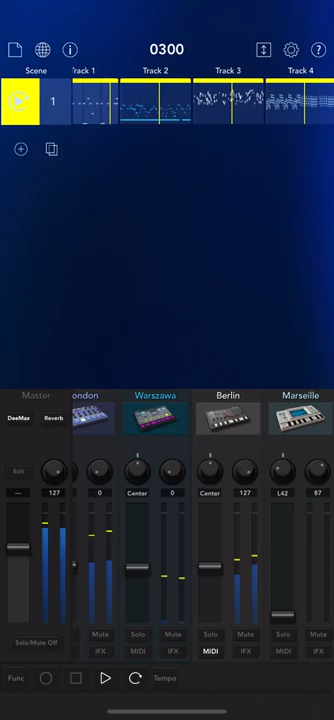 0300
Scene Track 1 Track 2 Track 3 Track 4
1
Master ondon Warszawa Berlin Marseille
DeeMax Reverb
Edit
--- 127 0 Center 0 Center 127 L42 87
Mute Solo Mute Solo Mute Solo Mute
Solo/Mute Off IFX MIDI IFX MIDI IFX MIDI IFX
Func Tempo